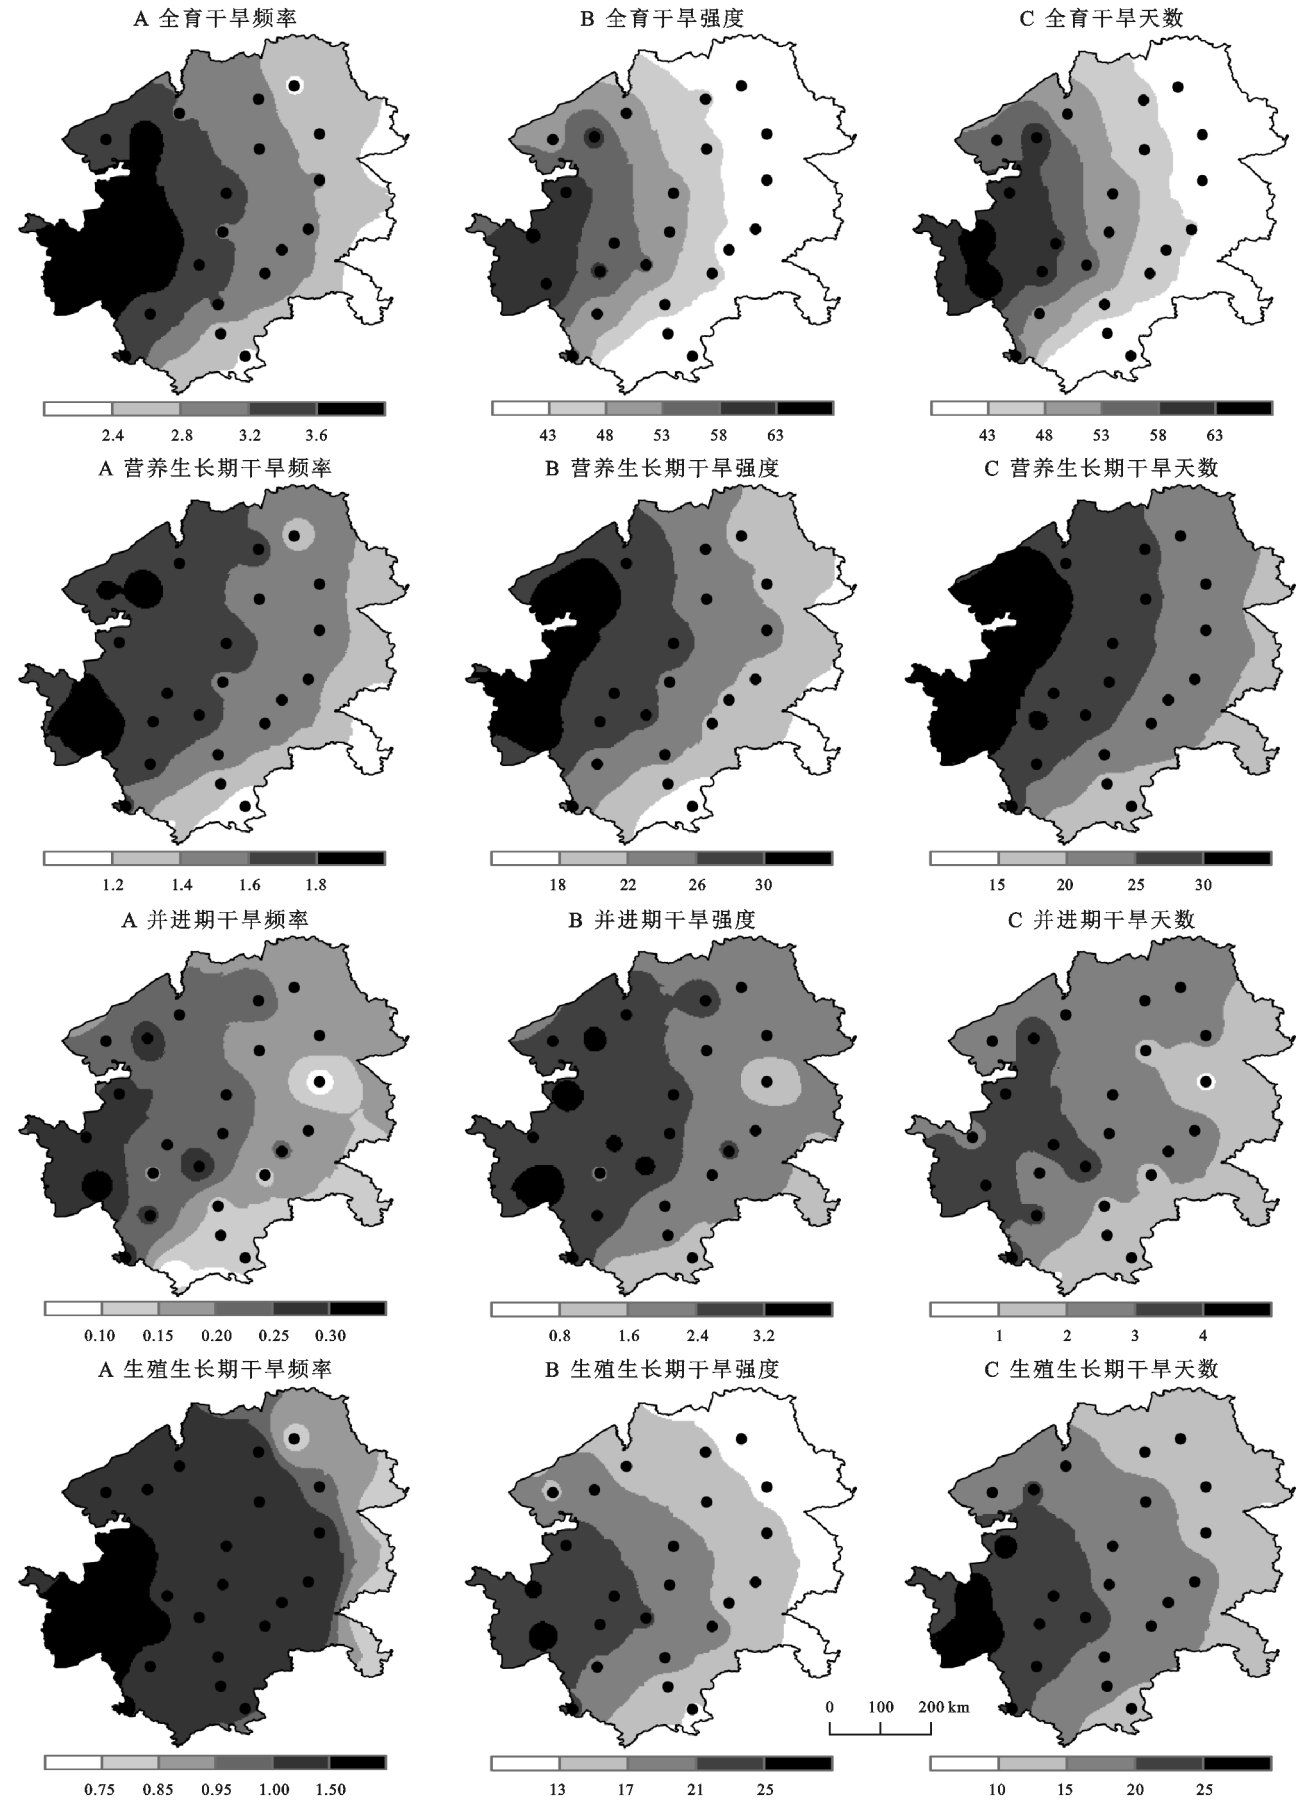 A 全育干旱频率
B 全育干旱强度
C 全育干旱天数
2.4 2.8 3.2 3.6
43 48 53 58 63
43 48 53 58 63
A 营养生长期干旱频率
B 营养生长期干旱强度
C 营养生长期干旱天数
1.2 1.4 1.6 1.8
18 22 26 30
15 20 25 30
A 并进期干旱频率
B 并进期干旱强度
C 并进期干旱天数
0.10 0.15 0.20 0.25 0.30
0.8 1.6 2.4 3.2
1 2 3 4
A 生殖生长期干旱频率
B 生殖生长期干旱强度
C 生殖生长期干旱天数
0 100 200 km
0.75 0.85 0.95 1.00 1.50
13 17 21 25
10 15 20 25